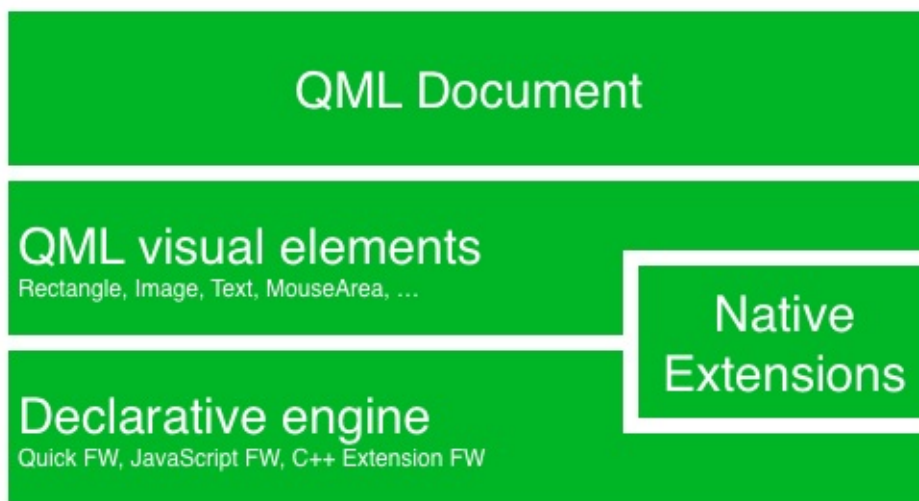 QML Document
QML visual elements
Rectangle, Image, Text, MouseArea, …
Native
Extensions
Declarative engine
Quick FW, JavaScript FW, C++ Extension FW